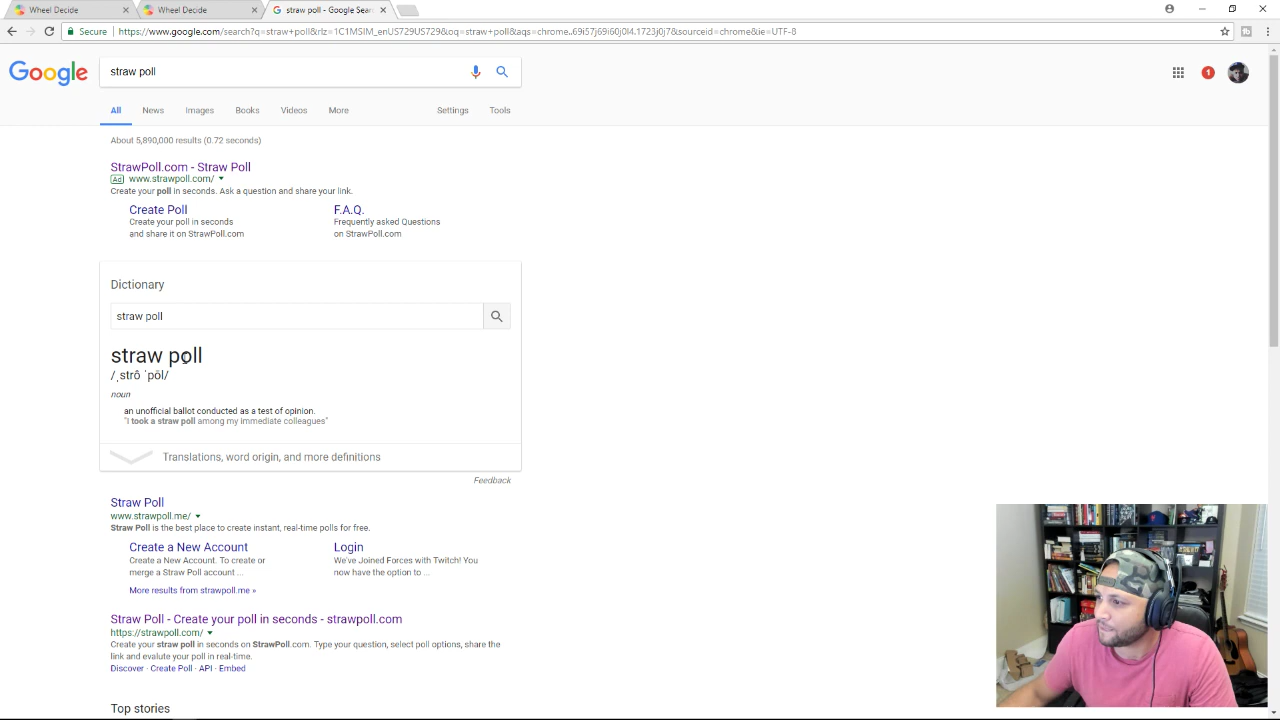 Wheel Decide
Wheel Decide
straw poll - Google Sear
Secure
https://www.google.com/search?q=straw+poll&rlz=1C1MSIM_enUS729US729&oq=straw+poll&aqs=chrome..69i57j69i60j0l4.1723j0j7&sourceid=chrome&ie=UTF-8
Google
straw poll
1
All News Images Books Videos More Settings Tools
About 5,890,000 results (0.72 seconds)
StrawPoll.com - Straw Poll
Ad www.strawpoll.com/
Create your poll in seconds. Ask a question and share your link.
Create Poll
Create your poll in seconds
and share it on StrawPoll.com
F.A.Q.
Frequently asked Questions
on StrawPoll.com
Dictionary
straw poll
straw poll
/ˌstrô ˈpōl/
noun
an unofficial ballot conducted as a test of opinion.
"I took a straw poll among my immediate colleagues"
Translations, word origin, and more definitions
Feedback
Straw Poll
www.strawpoll.me/
Straw Poll is the best place to create instant, real-time polls for free.
Create a New Account
Create a New Account. To create or
merge a Straw Poll account ...
Login
We've Joined Forces with Twitch! You
now have the option to ...
More results from strawpoll.me »
Straw Poll - Create your poll in seconds - strawpoll.com
https://strawpoll.com/
Create your straw poll in seconds on StrawPoll.com. Type your question, select poll options, share the
link and evalute your poll in real-time.
Discover · Create Poll · API · Embed
Top stories